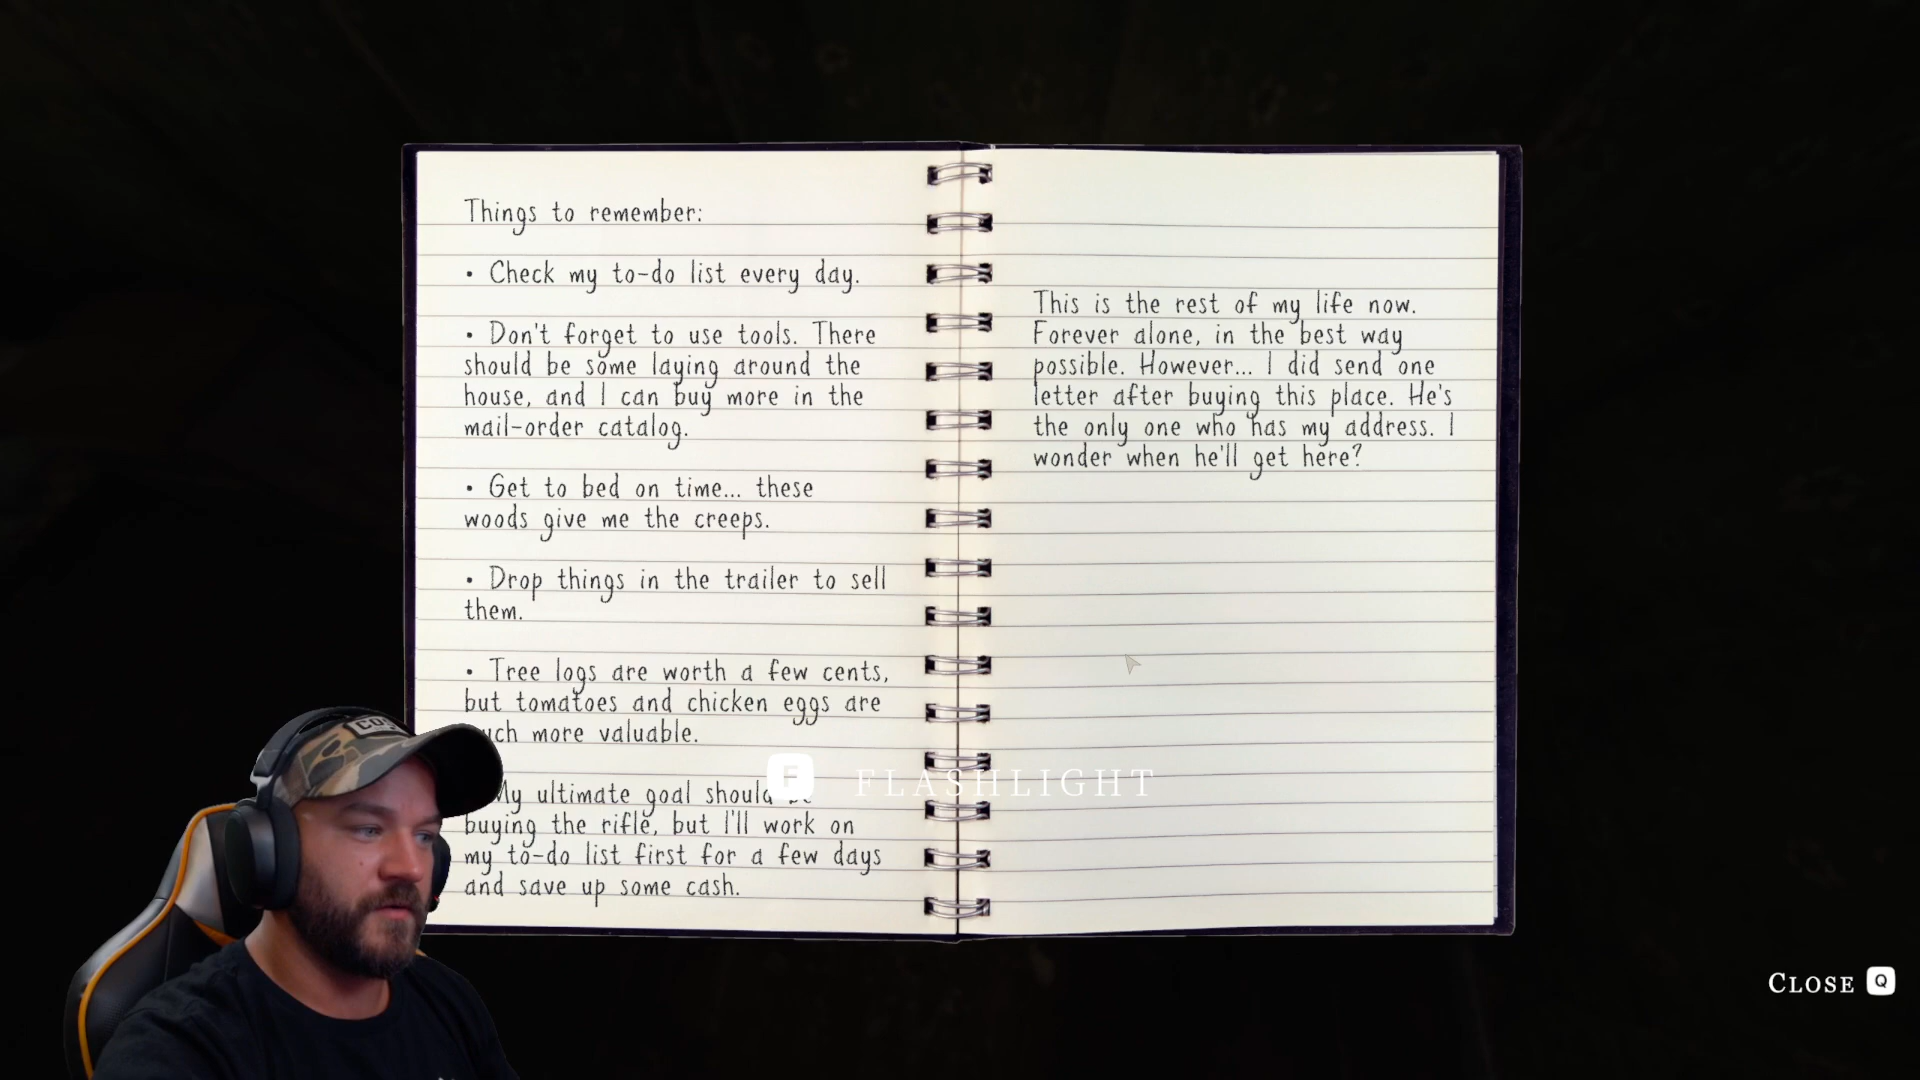 Things to remember:
• Check my to-do list every day.
• Don't forget to use tools. There
should be some laying around the
house, and I can buy more in the
mail-order catalog.
• Get to bed on time... these
woods give me the creeps.
• Drop things in the trailer to sell
them.
• Tree logs are worth a few cents,
but tomatoes and chicken eggs are
much more valuable.
My ultimate goal should be
buying the rifle, but I'll work on
my to-do list first for a few days
and save up some cash.
This is the rest of my life now.
Forever alone, in the best way
possible. However... I did send one
letter after buying this place. He's
the only one who has my address. I
wonder when he'll get here?
F FLASHLIGHT
CLOSE Q